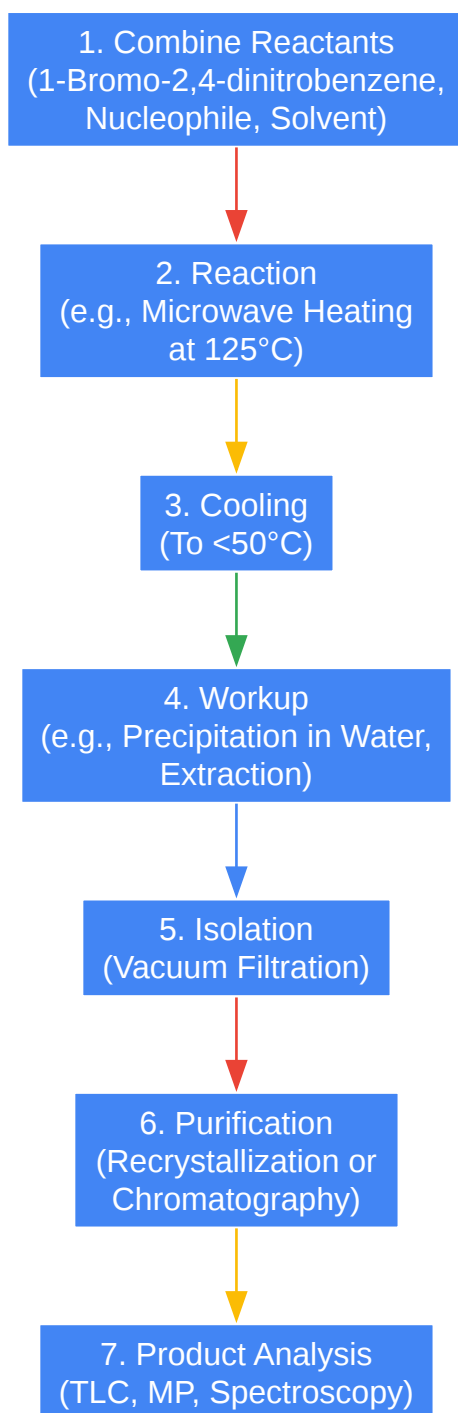 1. Combine Reactants
(1-Bromo-2,4-dinitrobenzene,
Nucleophile, Solvent)
2. Reaction
(e.g., Microwave Heating
at 125°C)
3. Cooling
(To <50°C)
4. Workup
(e.g., Precipitation in Water,
Extraction)
5. Isolation
(Vacuum Filtration)
6. Purification
(Recrystallization or
Chromatography)
7. Product Analysis
(TLC, MP, Spectroscopy)